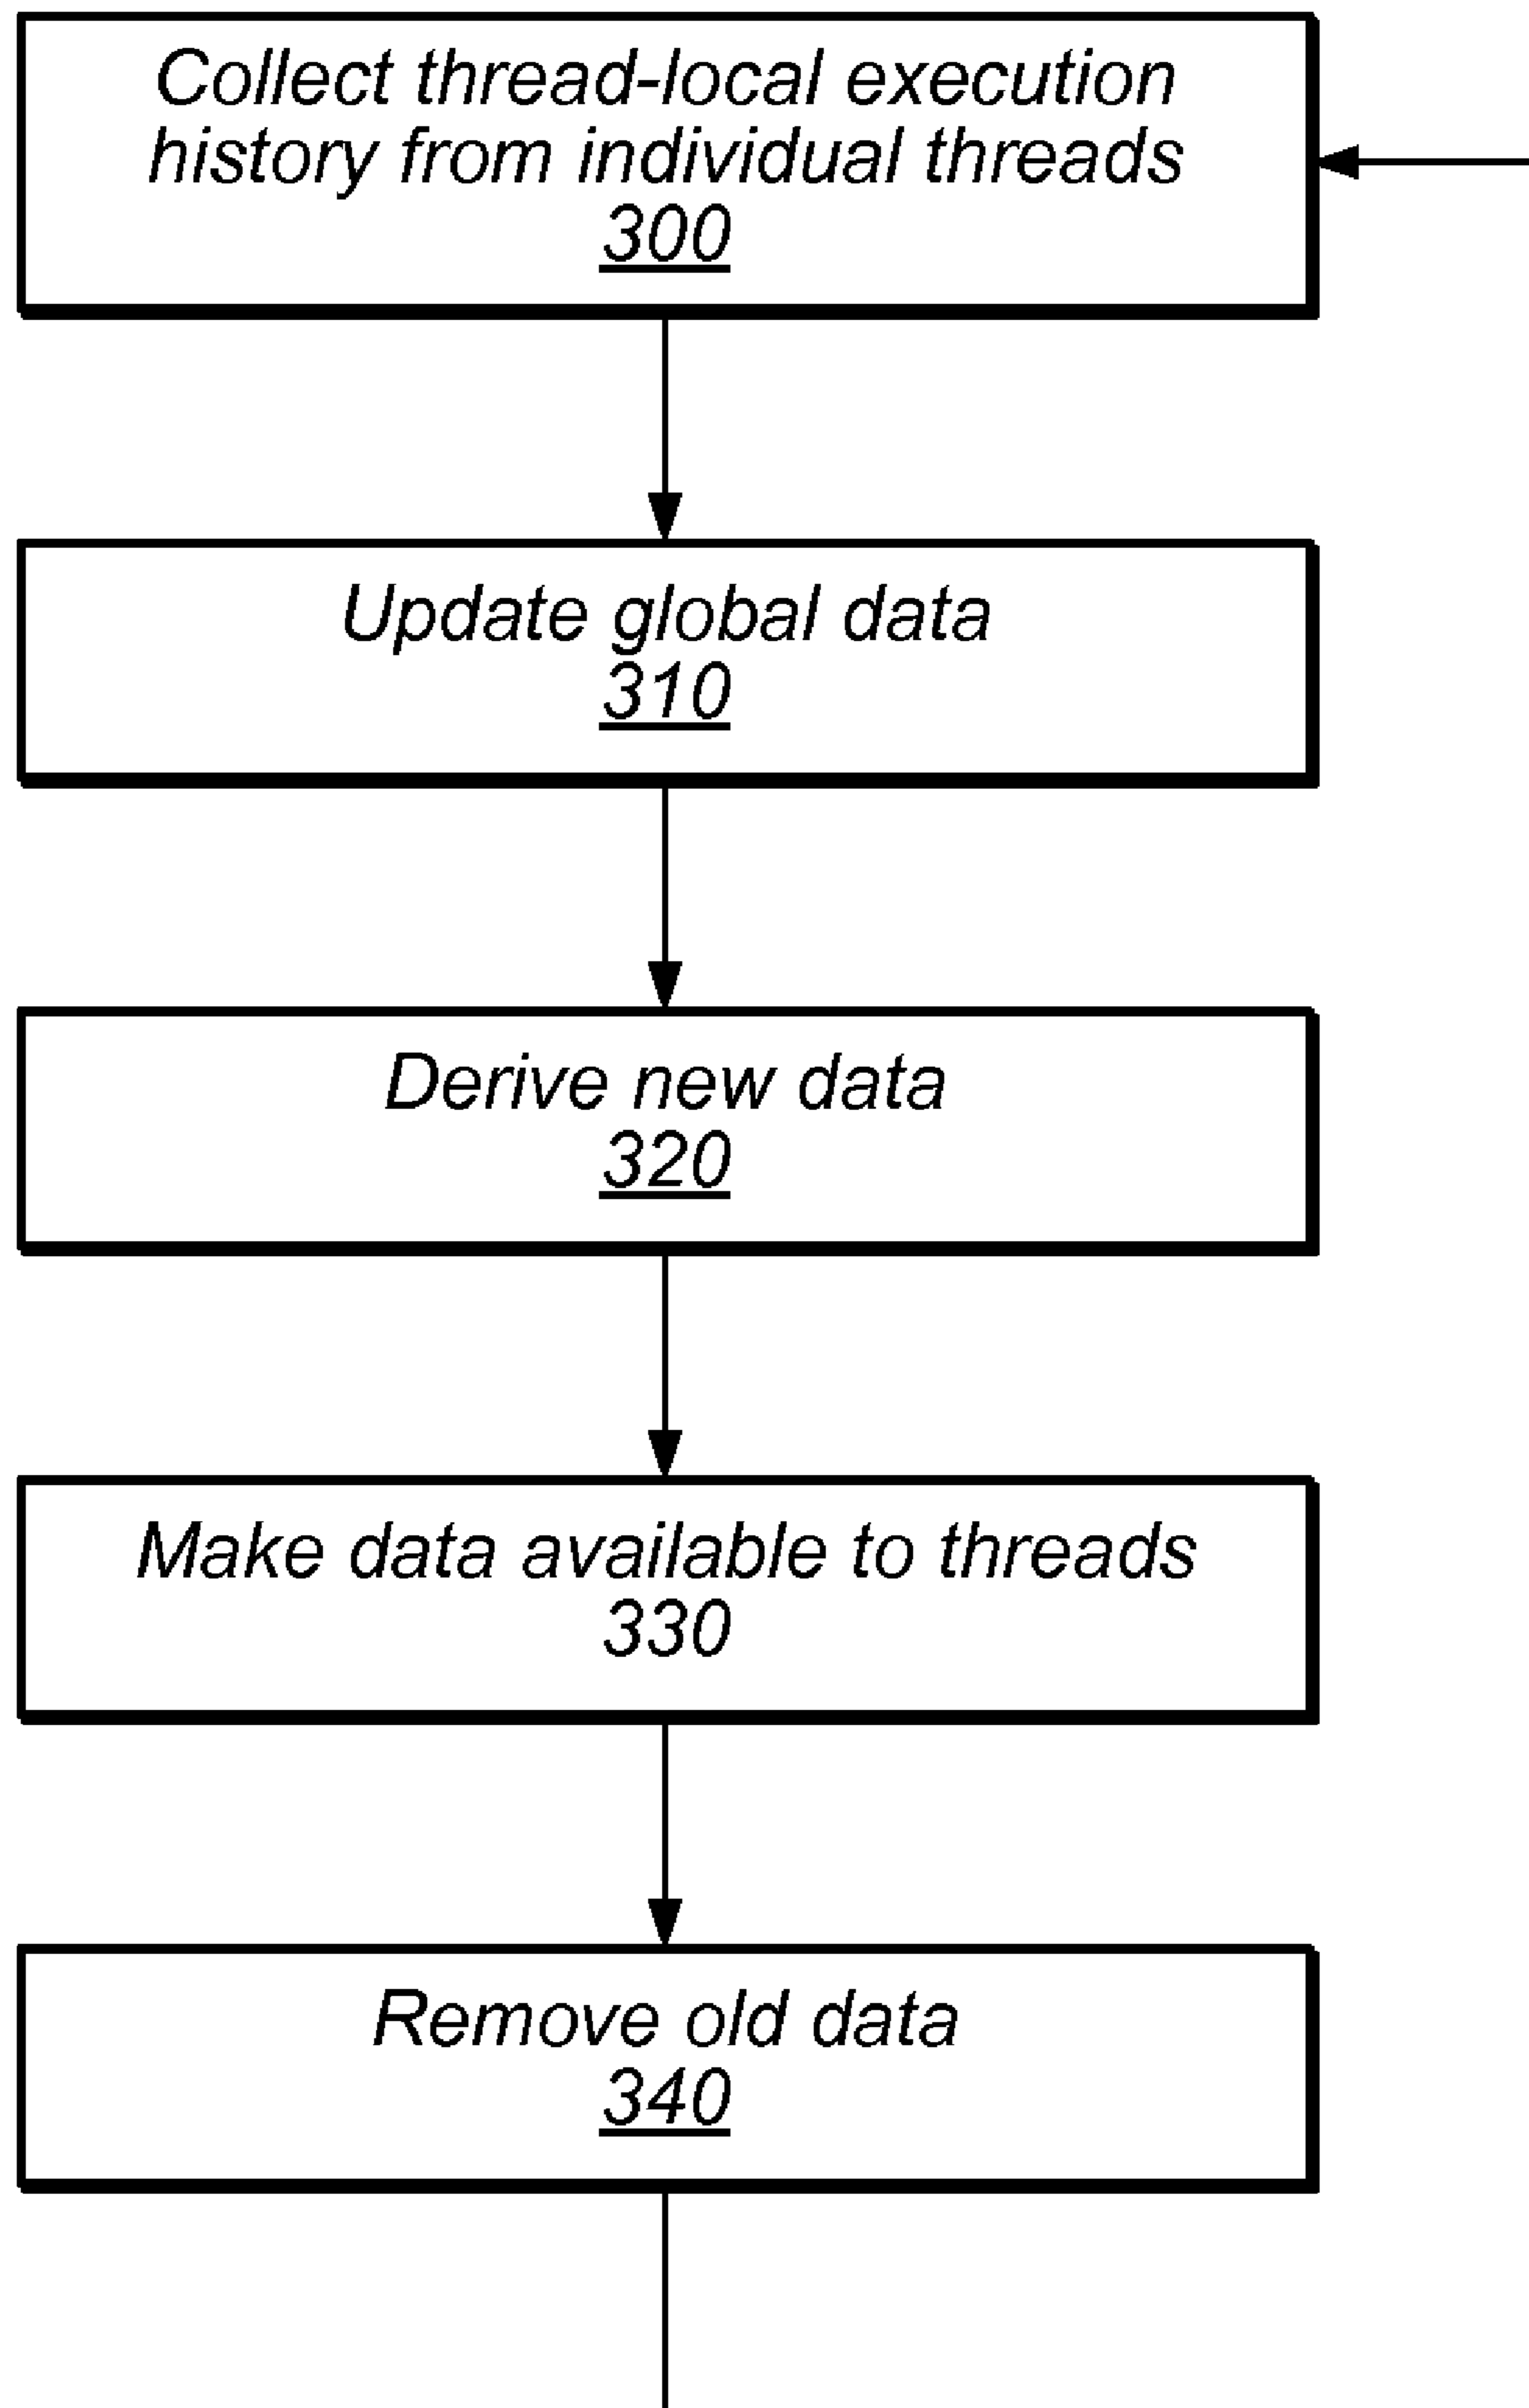 Collect thread-local execution
history from individual threads
300
Update global data
310
Derive new data
320
Make data available to threads
330
Remove old data
340